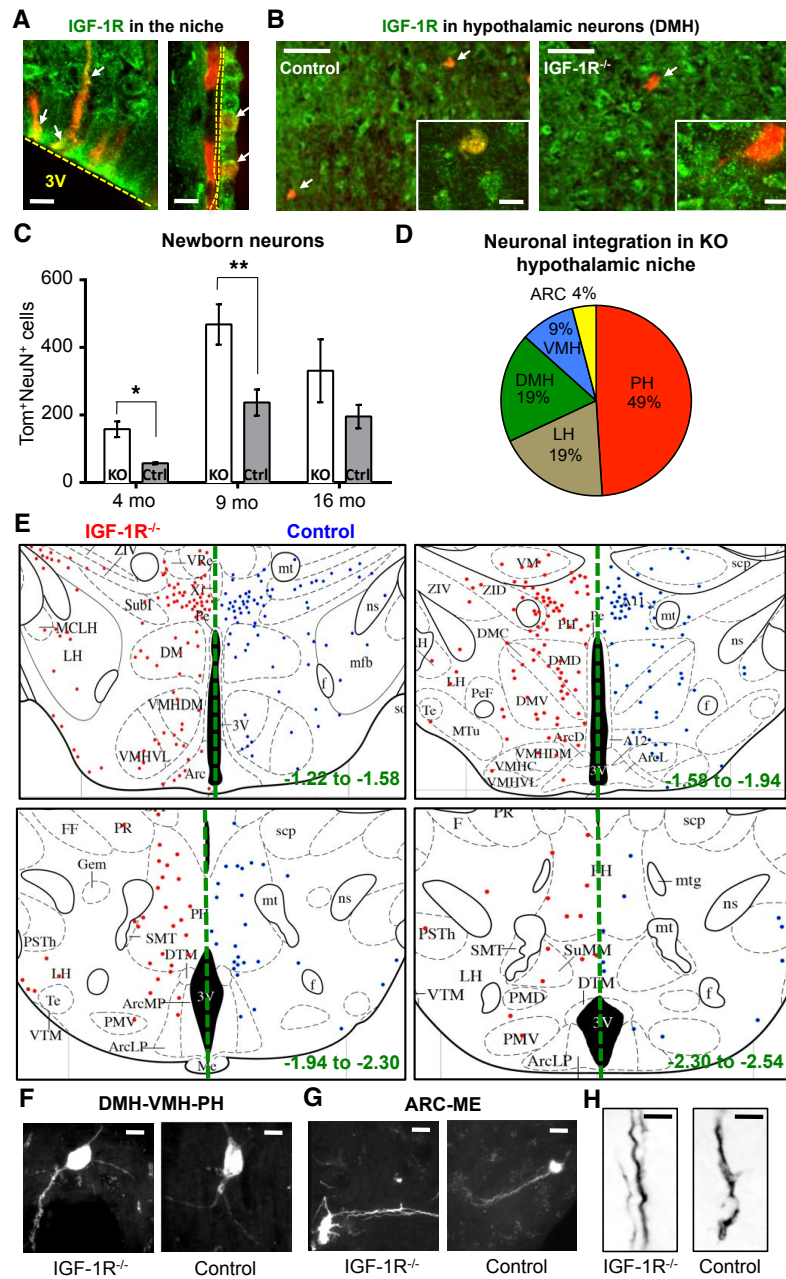 A
IGF-1R in the niche
3V
B
IGF-1R in hypothalamic neurons (DMH)
Control
IGF-1R-/-
C
Newborn neurons
Tom+NeuN+ cells
600
400
200
0
*
**
KO
Ctrl
KO
Ctrl
KO
Ctrl
4 mo
9 mo
16 mo
D
Neuronal integration in KO
hypothalamic niche
ARC 4%
9%
VMH
DMH
19%
LH
19%
PH
49%
E
IGF-1R-/-
Control
ZIV
VRe
mt
SubI
Pe
ns
MCLH
LH
DM
mfb
f
VMHDM
3V
VMHVL
Arc
-1.22 to -1.58
VM
scp
ZIV
ZID
A11
PH
Pe
mt
DMC
ns
LH
DMD
PeF
DMV
f
Te
MTu
ArcD
A12
VMHDM
ArcL
VMHC
3V
VMHVL
-1.58 to -1.94
FF
PR
scp
Gem
mt
ns
PH
PSTh
SMT
DTM
LH
f
Te
ArcMP
3V
VTM
PMV
ArcLP
Me
-1.94 to -2.30
F
PR
scp
PH
mtg
ns
PSTh
mt
SMT
SuMM
LH
DTM
VTM
PMD
f
3V
PMV
ArcLP
-2.30 to -2.54
F
DMH-VMH-PH
IGF-1R-/-
Control
G
ARC-ME
IGF-1R-/-
Control
H
IGF-1R-/-
Control